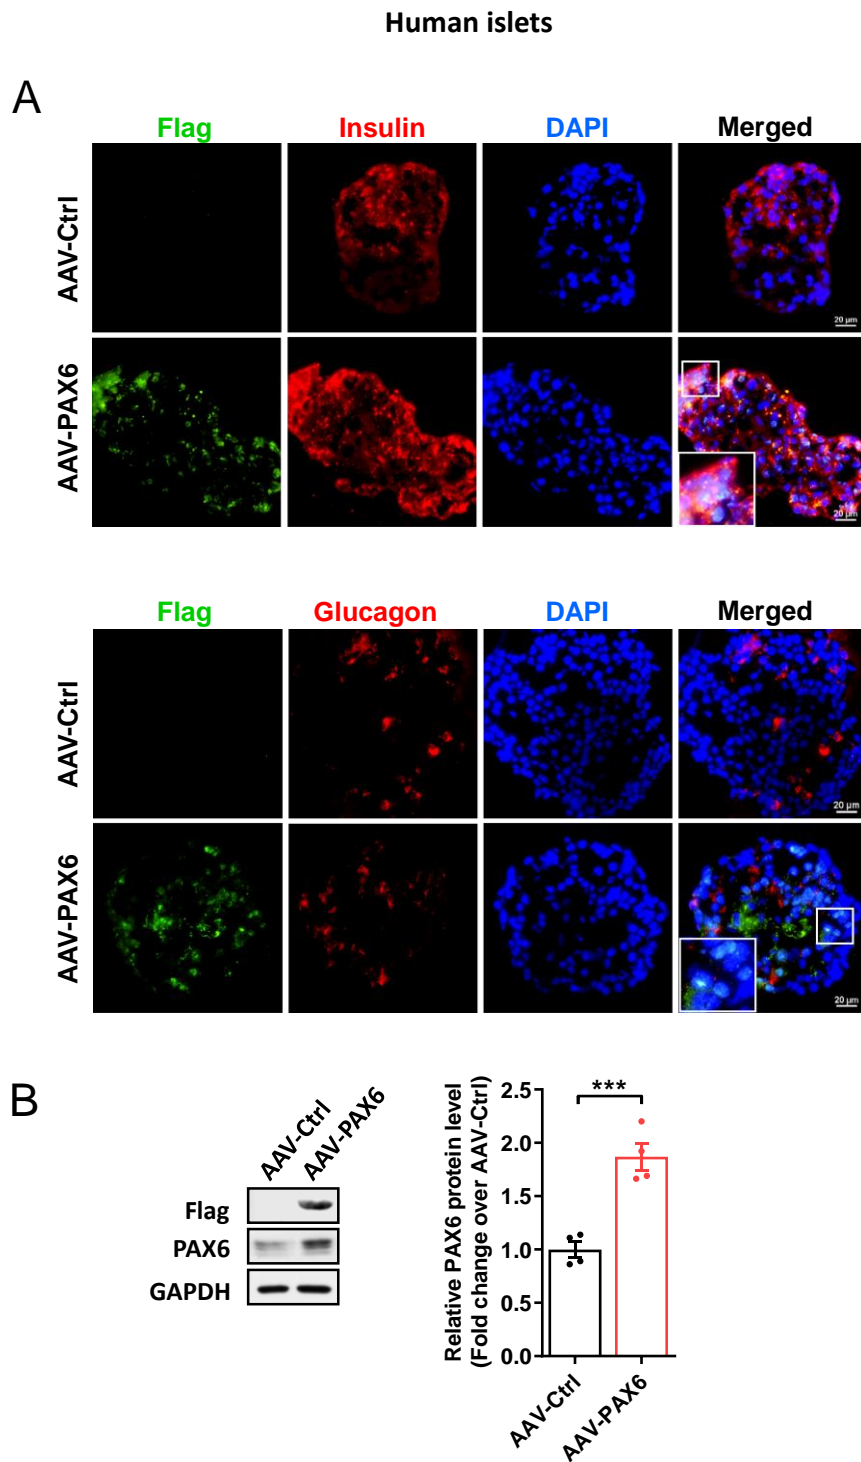 Human islets
A
Flag Insulin DAPI Merged
AAV-Ctrl
20 µm
AAV-PAX6
20 µm
Flag Glucagon DAPI Merged
AAV-Ctrl
20 µm
AAV-PAX6
20 µm
B
AAV-Ctrl
AAV-PAX6
Flag
PAX6
GAPDH
Relative PAX6 protein level
(Fold change over AAV-Ctrl)
2.5
2.0
1.5
1.0
0.5
0.0
***
AAV-Ctrl
AAV-PAX6